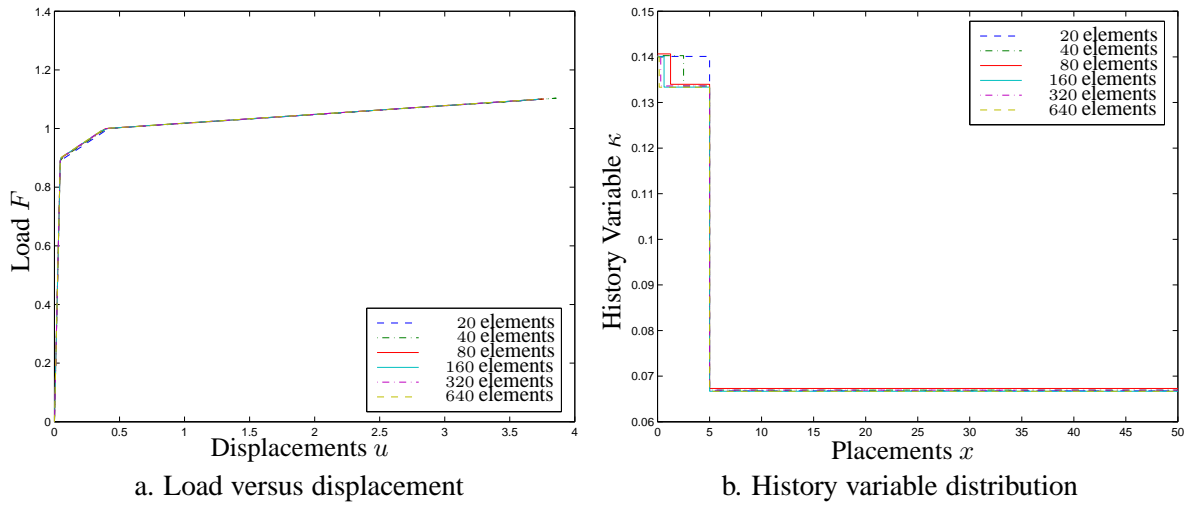 1.4
1.2
1
0.8
0.6
0.4
0.2
0
Load F
0 0.5 1 1.5 2 2.5 3 3.5 4
Displacements u
20 elements
40 elements
80 elements
160 elements
320 elements
640 elements
a. Load versus displacement
0.15
0.14
0.13
0.12
0.11
0.1
0.09
0.08
0.07
0.06
History Variable κ
0 5 10 15 20 25 30 35 40 45 50
Placements x
20 elements
40 elements
80 elements
160 elements
320 elements
640 elements
b. History variable distribution